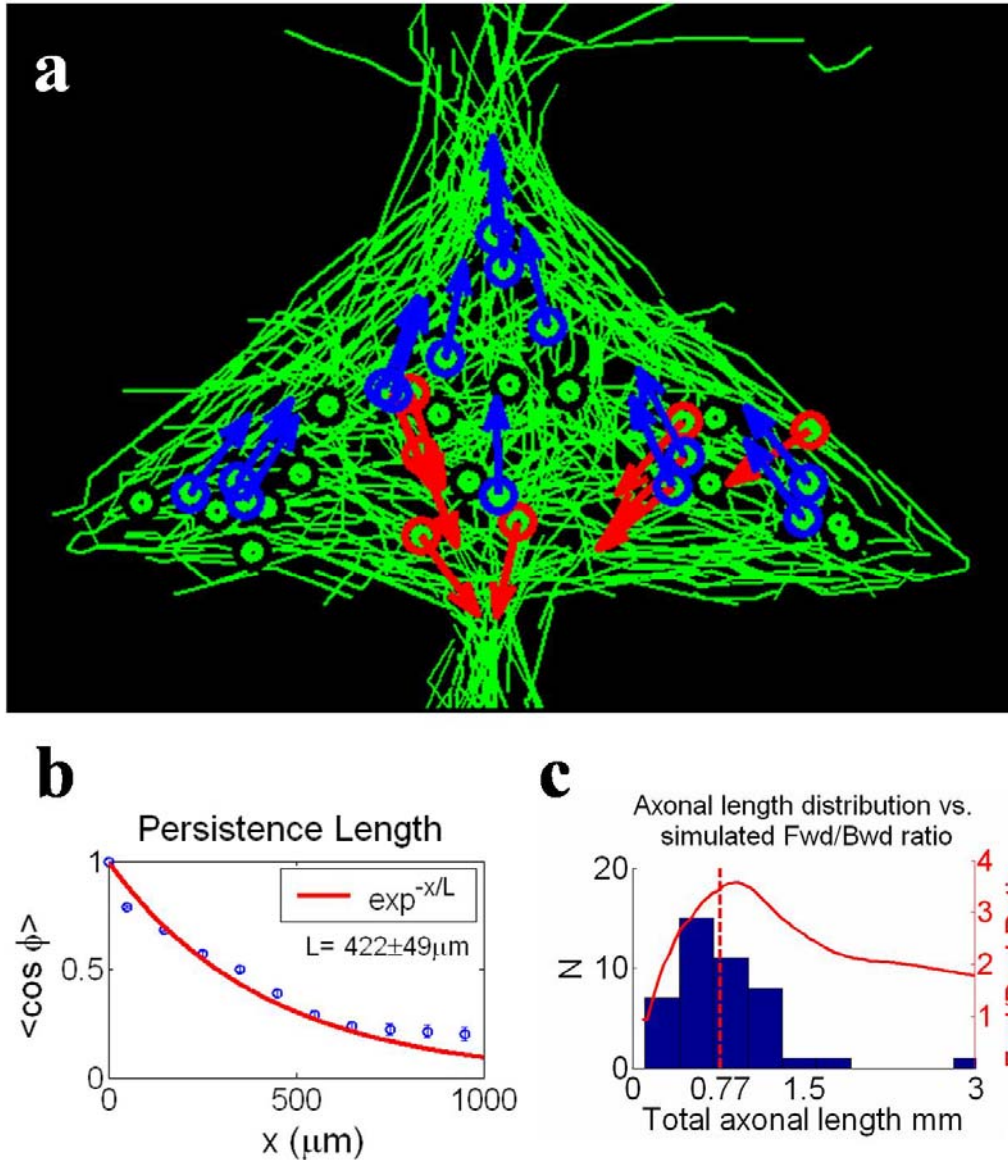 a
b
Persistence Length
1
0.5
0
<cos ϕ>
exp-x/L
L= 422±49µm
0
500
1000
x (µm)
c
Axonal length distribution vs.
simulated Fwd/Bwd ratio
20
10
0
N
4
3
2
1
0
0.77
1.5
3
Total axonal length mm